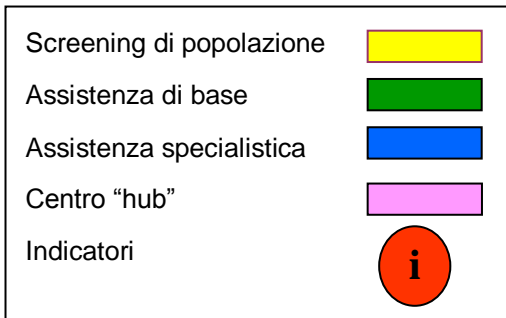 Screening di popolazione
Assistenza di base
Assistenza specialistica
Centro “hub”
Indicatori
i